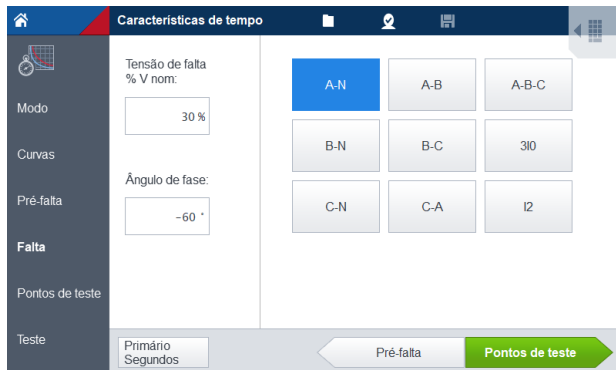 Características de tempo
Modo
Curvas
Pré-falta
Falta
Pontos de teste
Teste
Tensão de falta
% V nom:
30 %
Ângulo de fase:
-60 °
A-N
A-B
A-B-C
B-N
B-C
3I0
C-N
C-A
I2
Primário
Segundos
Pré-falta
Pontos de teste